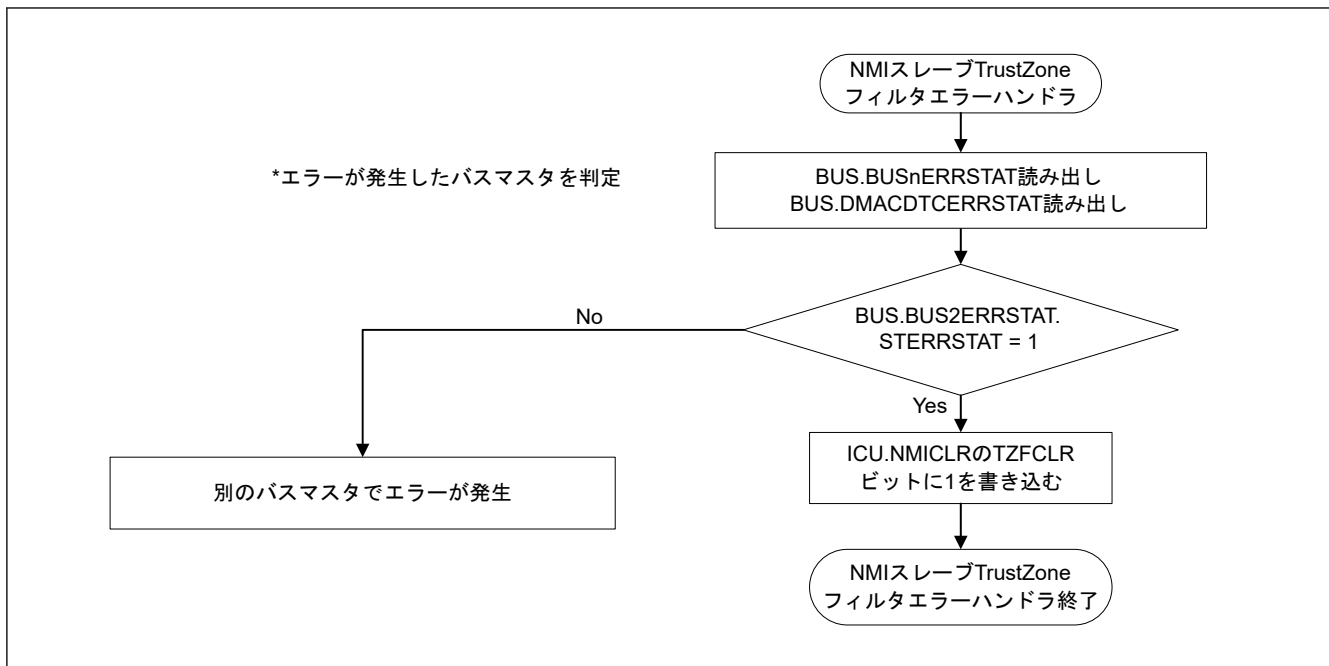 NMIスレーブTrustZone
フィルタエラーハンドラ
*エラーが発生したバスマスタを判定
BUS.BUSnERRSTAT読み出し
BUS.DMACDTCERRSTAT読み出し
No
BUS.BUS2ERRSTAT.
STERRSTAT = 1
Yes
別のバスマスタでエラーが発生
ICU.NMICLRのTZFCLR
ビットに1を書き込む
NMIスレーブTrustZone
フィルタエラーハンドラ終了